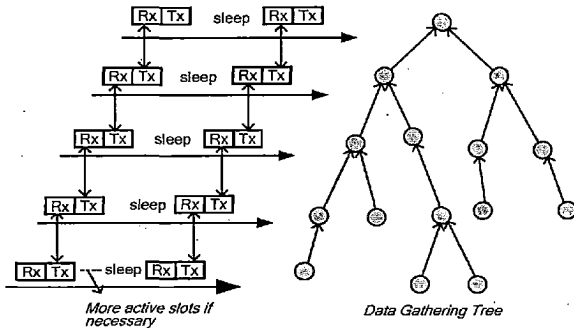 Rx Tx sleep Rx Tx
Rx Tx sleep Rx Tx
Rx Tx sleep Rx Tx
Rx Tx sleep Rx Tx
Rx Tx sleep Rx Tx
More active slots if
necessary
Data Gathering Tree